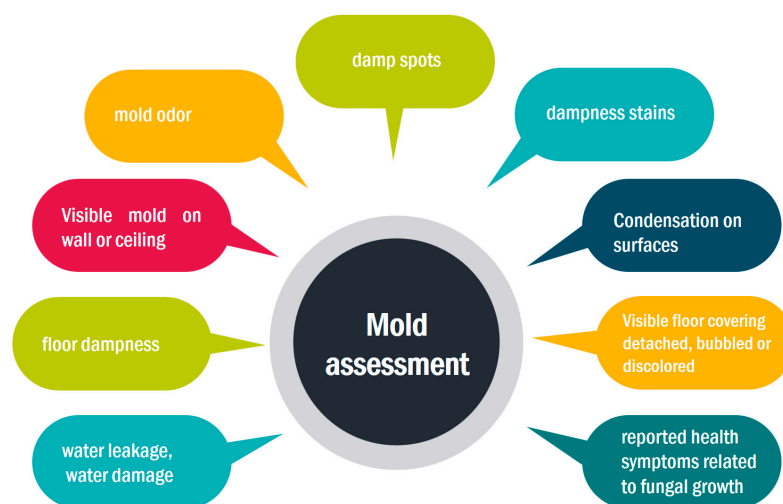 damp spots
mold odor
dampness stains
Visible mold on
wall or ceiling
Condensation on
surfaces
Mold
assessment
floor dampness
Visible floor covering
detached, bubbled or
discolored
water leakage,
water damage
reported health
symptoms related
to fungal growth